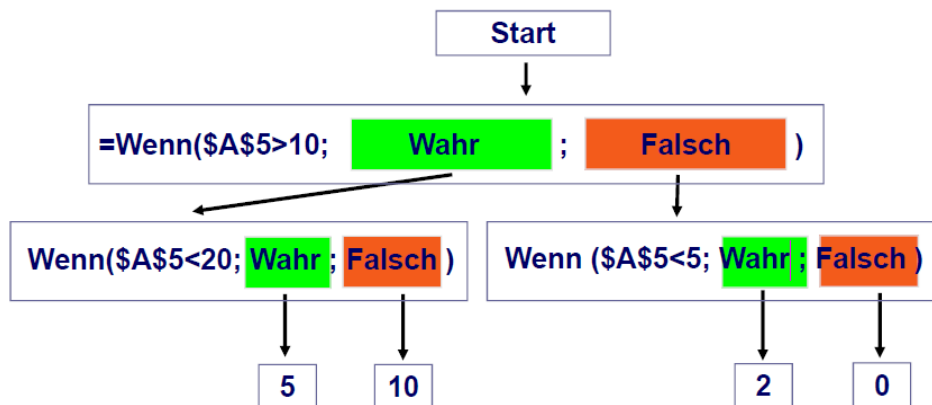 Start
=Wenn($A$5>10; Wahr ; Falsch )
Wenn($A$5<20; Wahr ; Falsch )
Wenn ($A$5<5; Wahr ; Falsch )
5
10
2
0